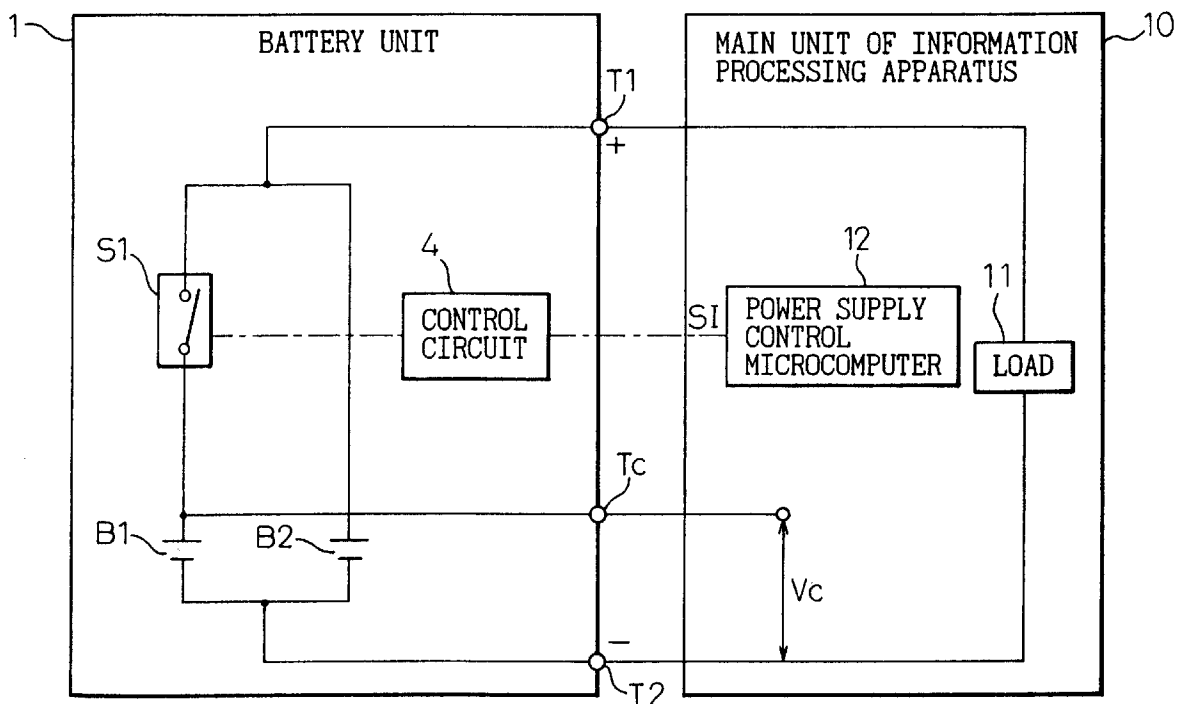 1
BATTERY UNIT
MAIN UNIT OF INFORMATION
PROCESSING APPARATUS
10
T1
+
S1
4
CONTROL
CIRCUIT
SI
12
POWER SUPPLY
CONTROL
MICROCOMPUTER
11
LOAD
Tc
B1
B2
Vc
−
T2